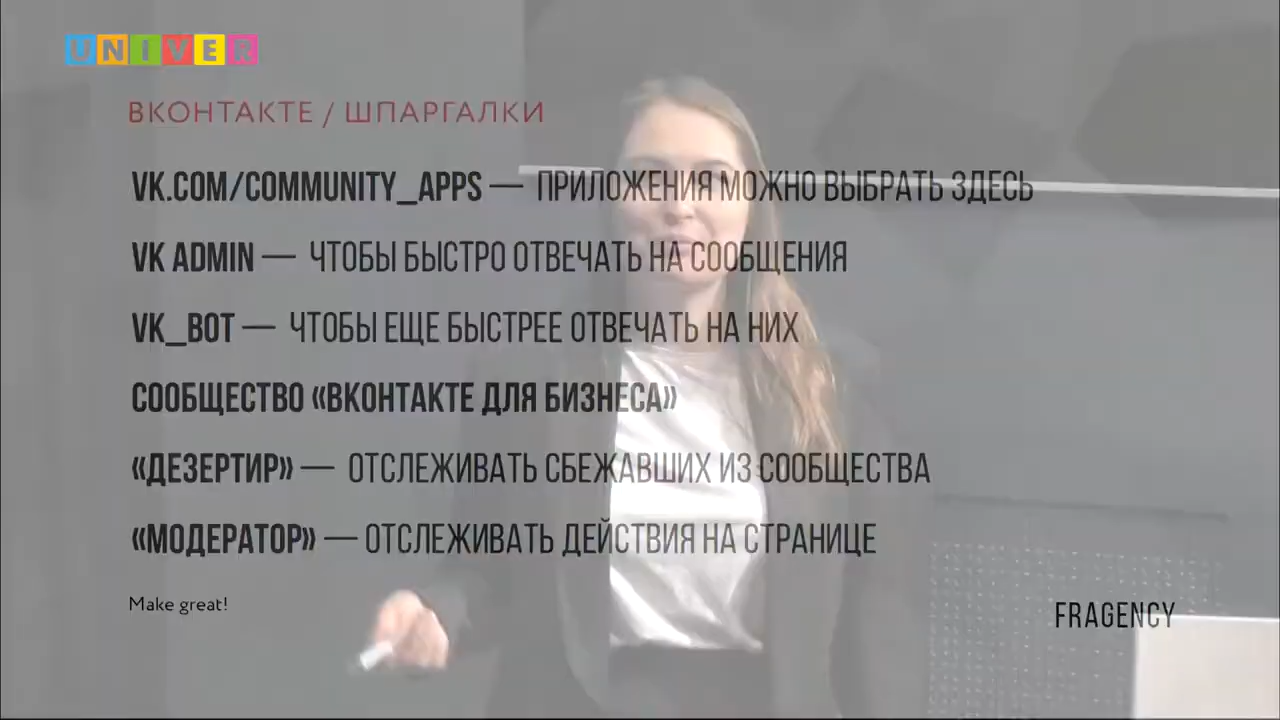 UNIVER
ВКОНТАКТЕ / ШПАРГАЛКИ
VK.COM/COMMUNITY_APPS — ПРИЛОЖЕНИЯ МОЖНО ВЫБРАТЬ ЗДЕСЬ
VK ADMIN — ЧТОБЫ БЫСТРО ОТВЕЧАТЬ НА СООБЩЕНИЯ
VK_BOT — ЧТОБЫ ЕЩЕ БЫСТРЕЕ ОТВЕЧАТЬ НА НИХ
СООБЩЕСТВО «ВКОНТАКТЕ ДЛЯ БИЗНЕСА»
«ДЕЗЕРТИР» — ОТСЛЕЖИВАТЬ СБЕЖАВШИХ ИЗ СООБЩЕСТВА
«МОДЕРАТОР» — ОТСЛЕЖИВАТЬ ДЕЙСТВИЯ НА СТРАНИЦЕ
Make great!
FRAGENCY